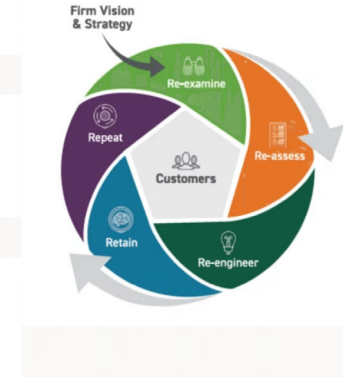 Firm Vision
& Strategy
Re-examine
Re-assess
Re-engineer
Retain
Repeat
Customers